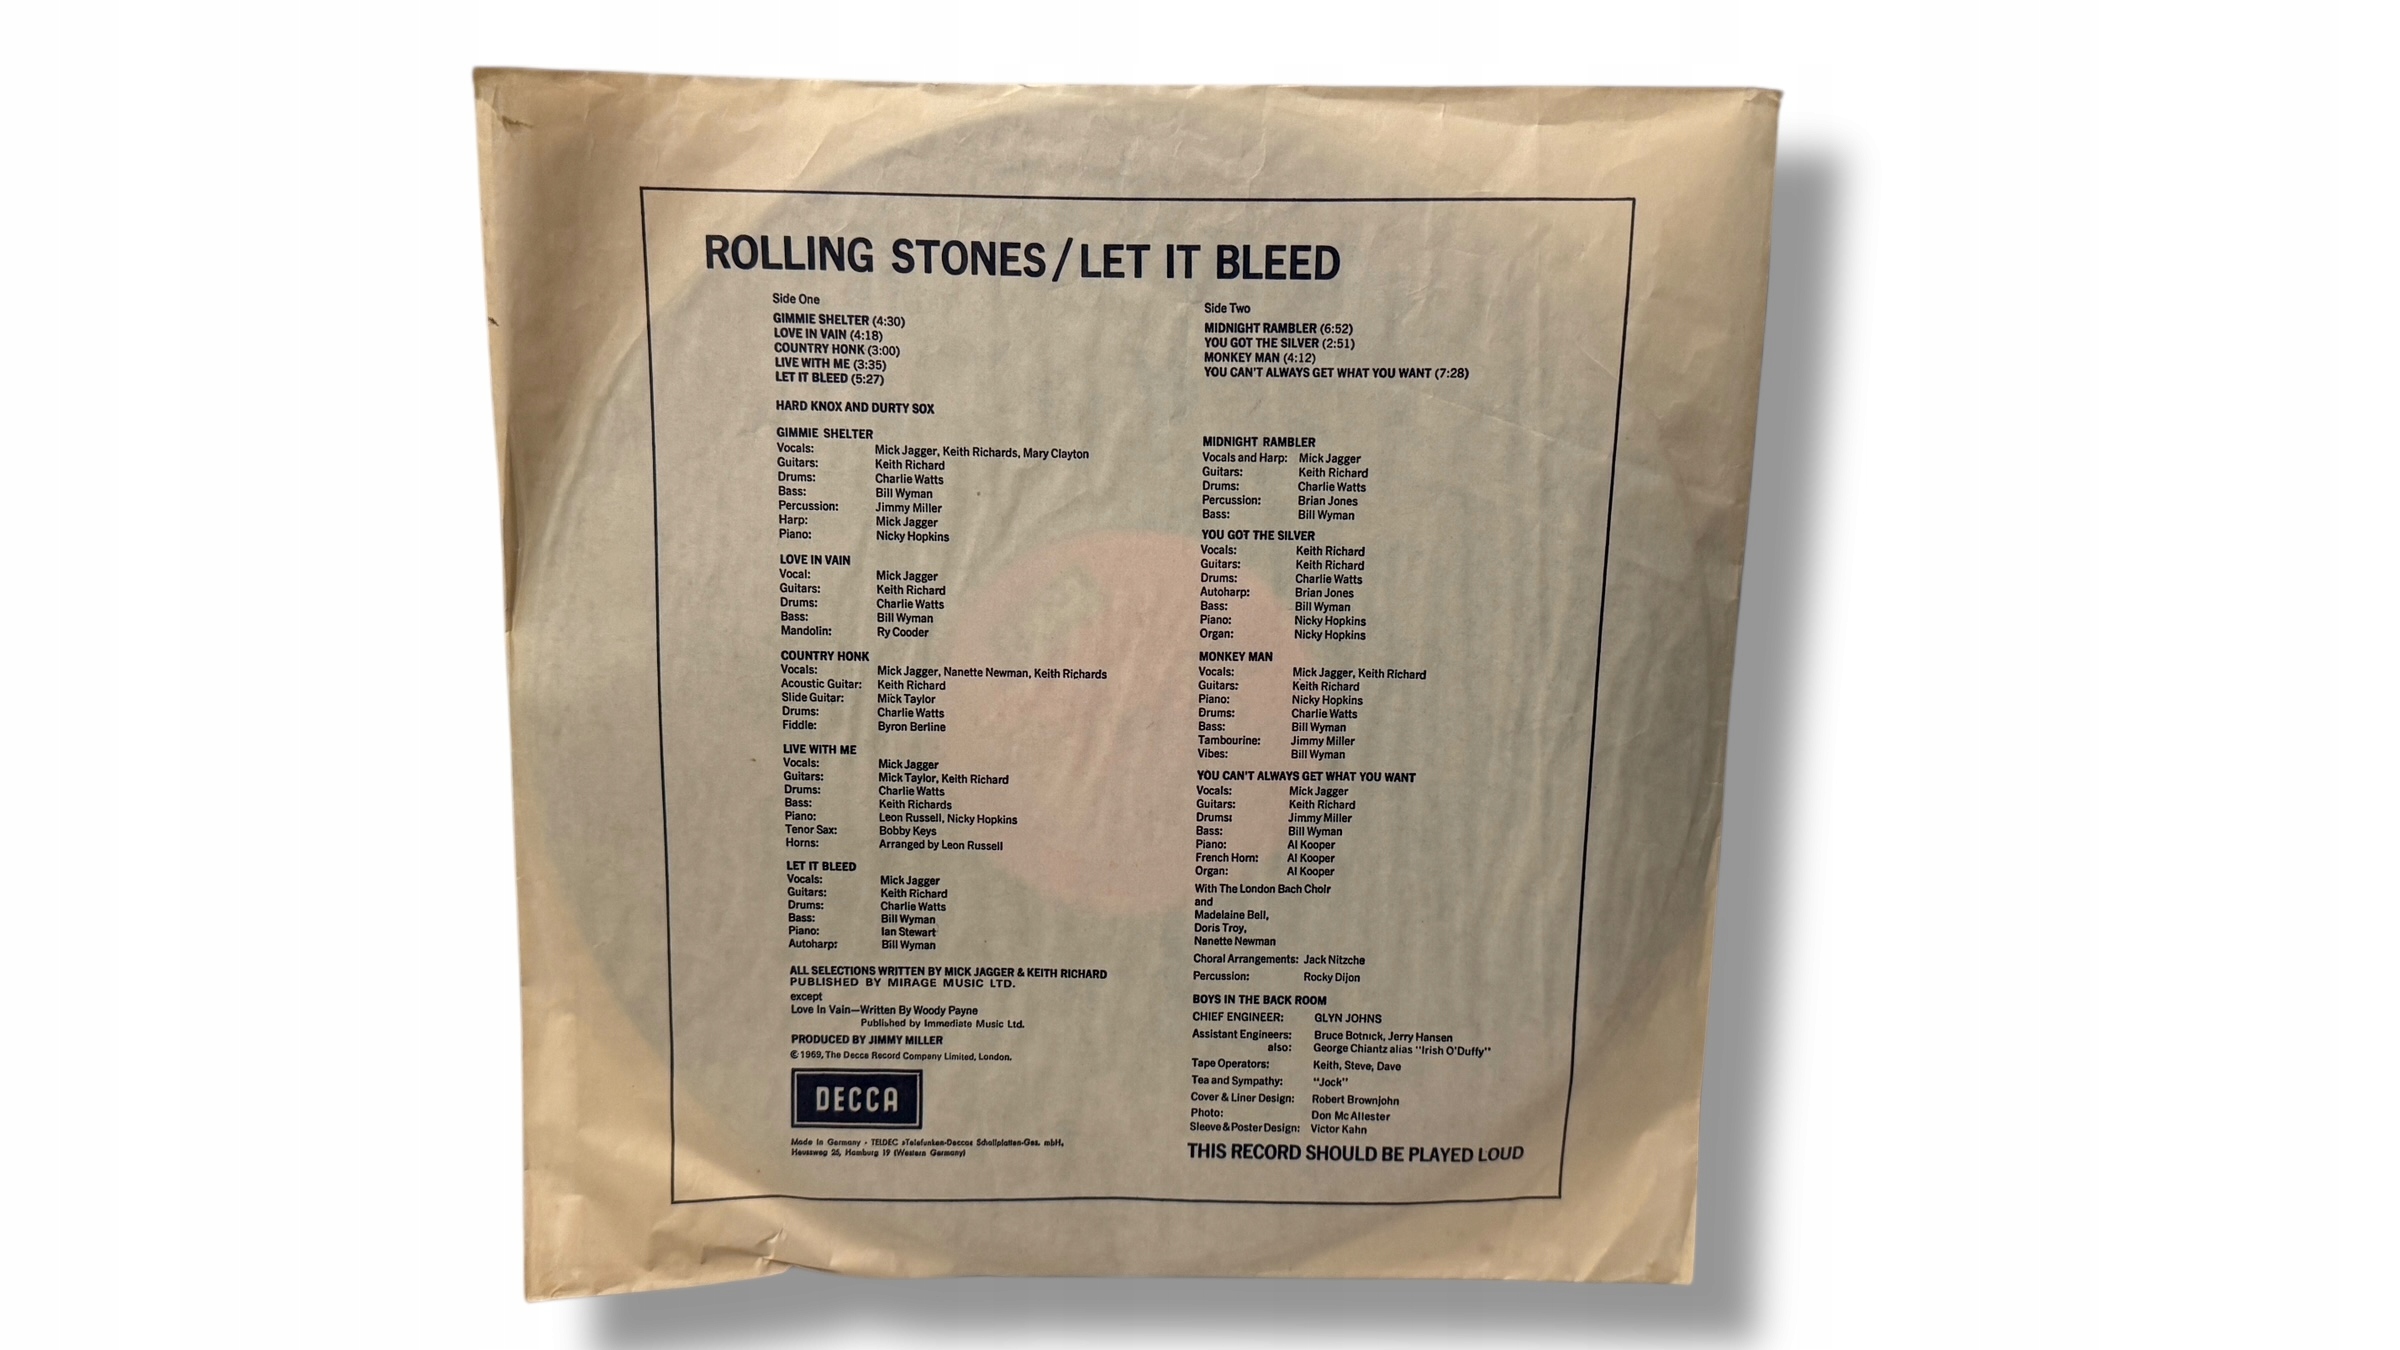 ROLLING STONES/LET IT BLEED
Side One
GIMMIE SHELTER (4:30)
LOVE IN VAIN (4:18)
COUNTRY HONK (3:00)
LIVE WITH ME (3:35)
LET IT BLEED (5:27)
HARD KNOX AND DURTY SOX
GIMMIE SHELTER
Vocals: Mick Jagger, Keith Richards, Mary Clayton
Guitars: Keith Richard
Drums: Charlie Watts
Bass: Bill Wyman
Percussion: Jimmy Miller
Harp: Mick Jagger
Piano: Nicky Hopkins
LOVE IN VAIN
Vocal: Mick Jagger
Guitars: Keith Richard
Drums: Charlie Watts
Bass: Bill Wyman
Mandolin: Ry Cooder
COUNTRY HONK
Vocals: Mick Jagger, Nanette Newman, Keith Richards
Acoustic Guitar: Keith Richard
Slide Guitar: Mick Taylor
Drums: Charlie Watts
Fiddle: Byron Berline
LIVE WITH ME
Vocals: Mick Jagger
Guitars: Mick Taylor, Keith Richard
Drums: Charlie Watts
Bass: Keith Richards
Piano: Leon Russell, Nicky Hopkins
Tenor Sax: Bobby Keys
Horns: Arranged by Leon Russell
LET IT BLEED
Vocals: Mick Jagger
Guitars: Keith Richard
Drums: Charlie Watts
Bass: Bill Wyman
Piano: Ian Stewart
Autoharp: Bill Wyman
ALL SELECTIONS WRITTEN BY MICK JAGGER & KEITH RICHARD
PUBLISHED BY MIRAGE MUSIC LTD.
except
Love In Vain—Written By Woody Payne
Published by Immediate Music Ltd.
PRODUCED BY JIMMY MILLER
© 1969, The Decca Record Company Limited, London.
DECCA
Made in Germany · TELDEC »Telefunken-Decca« Schallplatten-Ges. mbH.
Heussweg 25, Hamburg 19 (Western Germany)
Side Two
MIDNIGHT RAMBLER (6:52)
YOU GOT THE SILVER (2:51)
MONKEY MAN (4:12)
YOU CAN'T ALWAYS GET WHAT YOU WANT (7:28)
MIDNIGHT RAMBLER
Vocals and Harp: Mick Jagger
Guitars: Keith Richard
Drums: Charlie Watts
Percussion: Brian Jones
Bass: Bill Wyman
YOU GOT THE SILVER
Vocals: Keith Richard
Guitars: Keith Richard
Drums: Charlie Watts
Autoharp: Brian Jones
Bass: Bill Wyman
Piano: Nicky Hopkins
Organ: Nicky Hopkins
MONKEY MAN
Vocals: Mick Jagger, Keith Richard
Guitars: Keith Richard
Piano: Nicky Hopkins
Drums: Charlie Watts
Bass: Bill Wyman
Tambourine: Jimmy Miller
Vibes: Bill Wyman
YOU CAN'T ALWAYS GET WHAT YOU WANT
Vocals: Mick Jagger
Guitars: Keith Richard
Drums: Jimmy Miller
Bass: Bill Wyman
Piano: Al Kooper
French Horn: Al Kooper
Organ: Al Kooper
With The London Bach Choir
and
Madelaine Bell,
Doris Troy,
Nanette Newman
Choral Arrangements: Jack Nitzche
Percussion: Rocky Dijon
BOYS IN THE BACK ROOM
CHIEF ENGINEER: GLYN JOHNS
Assistant Engineers: Bruce Botnick, Jerry Hansen
also: George Chiantz alias "Irish O'Duffy"
Tape Operators: Keith, Steve, Dave
Tea and Sympathy: "Jock"
Cover & Liner Design: Robert Brownjohn
Photo: Don McAllester
Sleeve & Poster Design: Victor Kahn
THIS RECORD SHOULD BE PLAYED LOUD